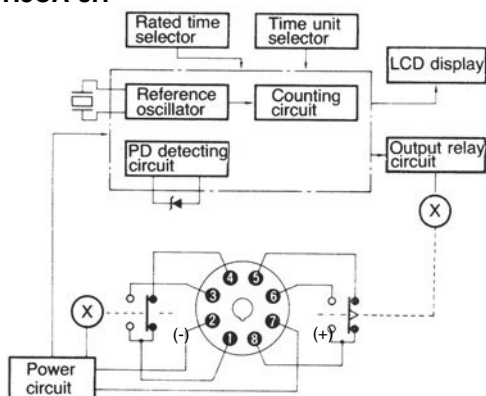 Rated time
selector
Time unit
selector
LCD display
Reference
oscillator
Counting
circuit
PD detecting
circuit
Output relay
circuit
X
4 5
3 6
2 7
1 8
(-) (+)
X
Power
circuit